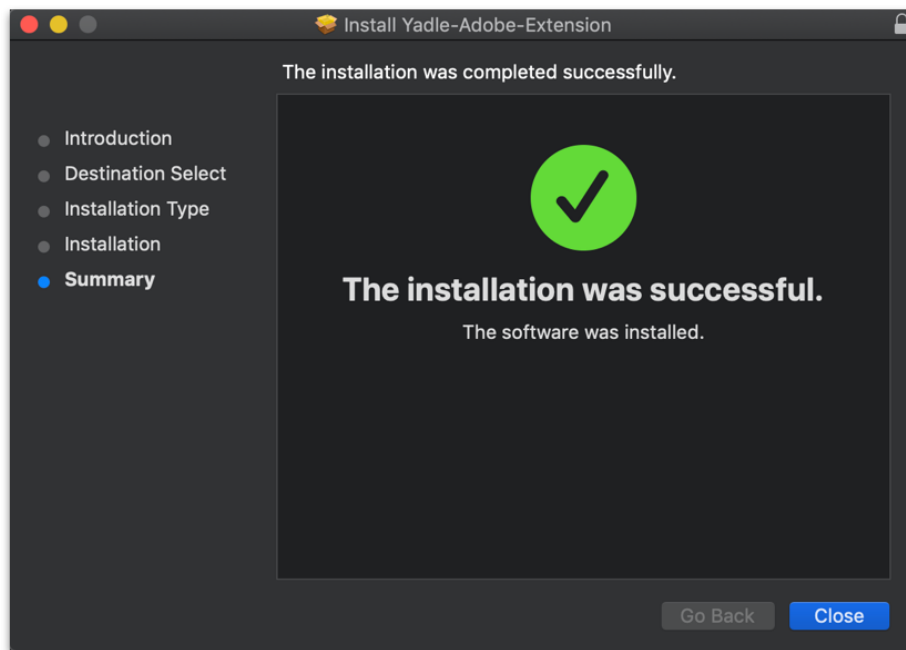 Install Yadle-Adobe-Extension
The installation was completed successfully.
Introduction
Destination Select
Installation Type
Installation
Summary
The installation was successful.
The software was installed.
Go Back
Close